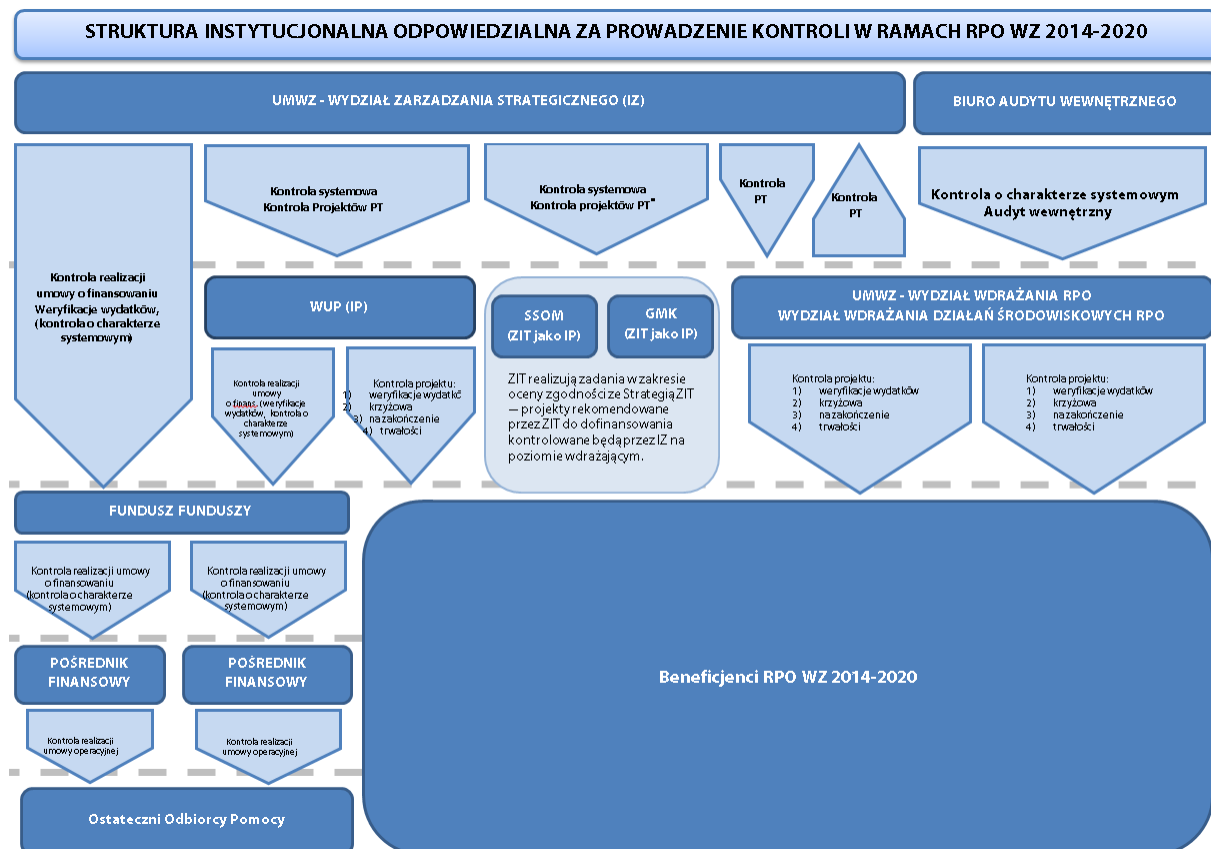 STRUKTURA INSTYTUCJONALNA ODPOWIEDZIALNA ZA PROWADZENIE KONTROLI W RAMACH RPO WZ 2014-2020
UMWZ - WYDZIAŁ ZARZADZANIA STRATEGICZNEGO (IZ)
BIURO AUDYTU WEWNĘTRZNEGO
Kontrola realizacji
umowy o finansowaniu
Weryfikacje wydatków,
(kontrola o charakterze
systemowym)
Kontrola systemowa
Kontrola Projektów PT
Kontrola systemowa
Kontrola projektów PT*
Kontrola
PT
Kontrola
PT
Kontrola o charakterze systemowym
Audyt wewnętrzny
WUP (IP)
SSOM
(ZIT jako IP)
GMK
(ZIT jako IP)
UMWZ - WYDZIAŁ WDRAŻANIA RPO
WYDZIAŁ WDRAŻANIA DZIAŁAŃ ŚRODOWISKOWYCH RPO
Kontrola realizacji
umowy
o finans. (weryfikacje
wydatków, kontrola o
charakterze
systemowym)
Kontrola projektu:
1) weryfikacje wydatkć
2) krzyżowa
3) na zakończenie
4) trwałości
ZIT realizują zadania w zakresie
oceny zgodności ze Strategią ZIT
– projekty rekomendowane
przez ZIT do dofinansowania
kontrolowane będą przez IZ na
poziomie wdrażającym.
Kontrola projektu:
1) weryfikacje wydatków
2) krzyżowa
3) na zakończenie
4) trwałości
Kontrola projektu:
1) weryfikacje wydatków
2) krzyżowa
3) na zakończenie
4) trwałości
FUNDUSZ FUNDUSZY
Kontrola realizacji umowy
o finansowaniu
(kontrola o charakterze
systemowym)
Kontrola realizacji umowy
o finansowaniu
(kontrola o charakterze
systemowym)
POŚREDNIK
FINANSOWY
POŚREDNIK
FINANSOWY
Kontrola realizacji
umowy operacyjnej
Kontrola realizacji
umowy operacyjnej
Ostateczni Odbiorcy Pomocy
Beneficjenci RPO WZ 2014-2020